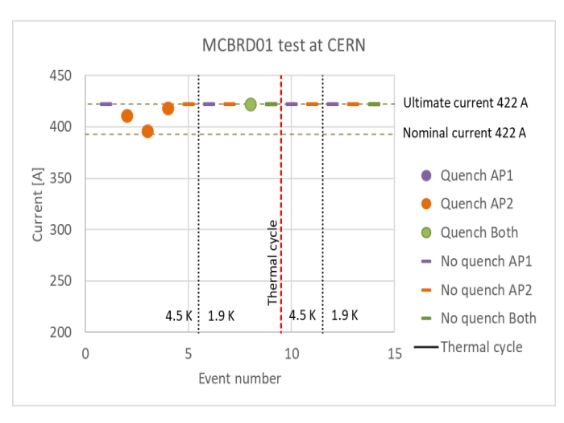 MCBRD01 test at CERN
450
400
350
300
250
200
Current [A]
Ultimate current 422 A
Nominal current 422 A
Quench AP1
Quench AP2
Quench Both
No quench AP1
No quench AP2
No quench Both
Thermal cycle
Thermal cycle
4.5 K
1.9 K
4.5 K
1.9 K
0
5
10
15
Event number